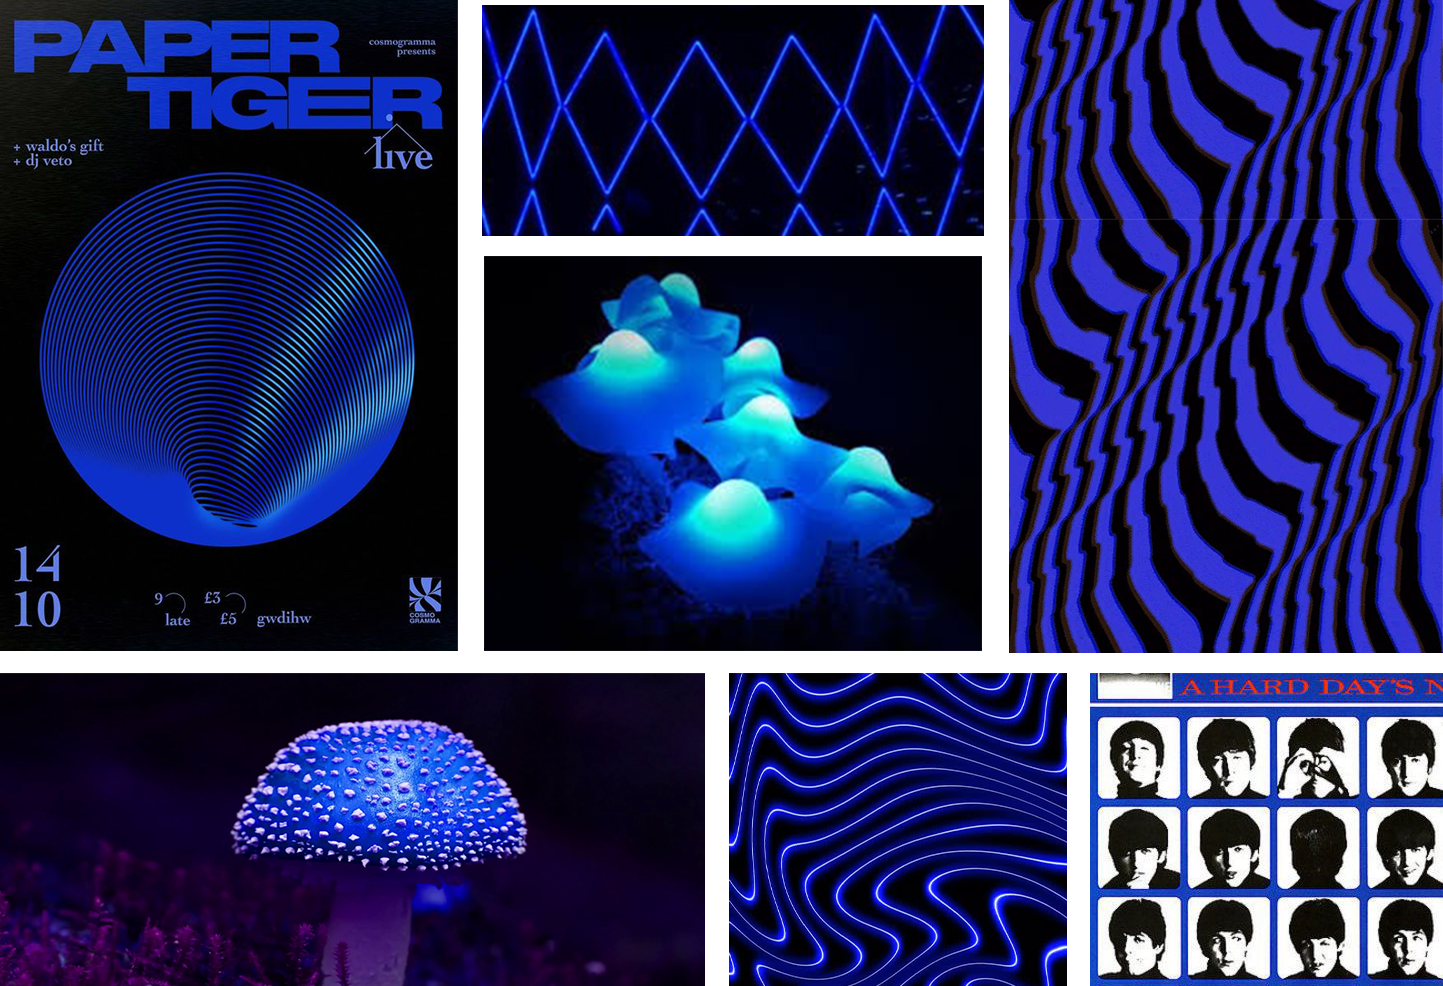 PAPER
TIGER
cosmogramma
presents
live
+ waldo's gift
+ dj veto
14
10
9
late
£3
£5
gwdihw
COSMO
GRAMMA
A HARD DAY'S N